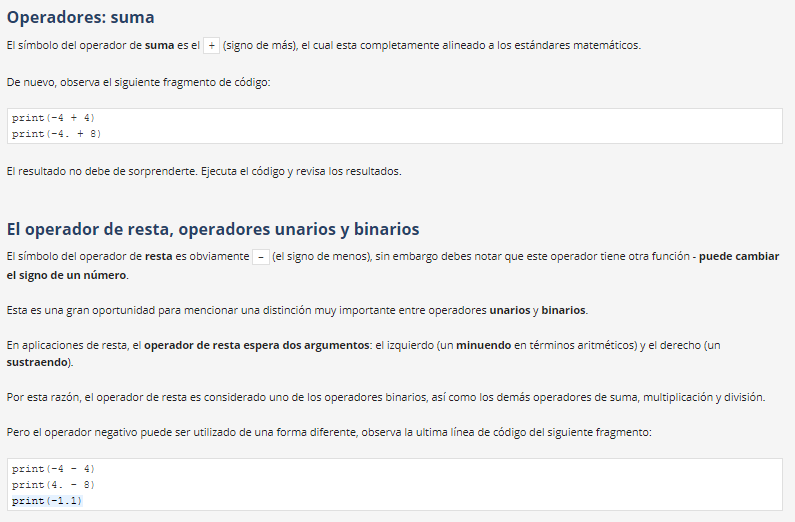 Operadores: suma
El símbolo del operador de suma es el + (signo de más), el cual esta completamente alineado a los estándares matemáticos.
De nuevo, observa el siguiente fragmento de código:
print(-4 + 4)
print(-4. + 8)
El resultado no debe de sorprenderte. Ejecuta el código y revisa los resultados.
El operador de resta, operadores unarios y binarios
El símbolo del operador de resta es obviamente - (el signo de menos), sin embargo debes notar que este operador tiene otra función - puede cambiar
el signo de un número.
Esta es una gran oportunidad para mencionar una distinción muy importante entre operadores unarios y binarios.
En aplicaciones de resta, el operador de resta espera dos argumentos: el izquierdo (un minuendo en términos aritméticos) y el derecho (un
sustraendo).
Por esta razón, el operador de resta es considerado uno de los operadores binarios, así como los demás operadores de suma, multiplicación y división.
Pero el operador negativo puede ser utilizado de una forma diferente, observa la ultima línea de código del siguiente fragmento:
print(-4 - 4)
print(4. - 8)
print(-1.1)